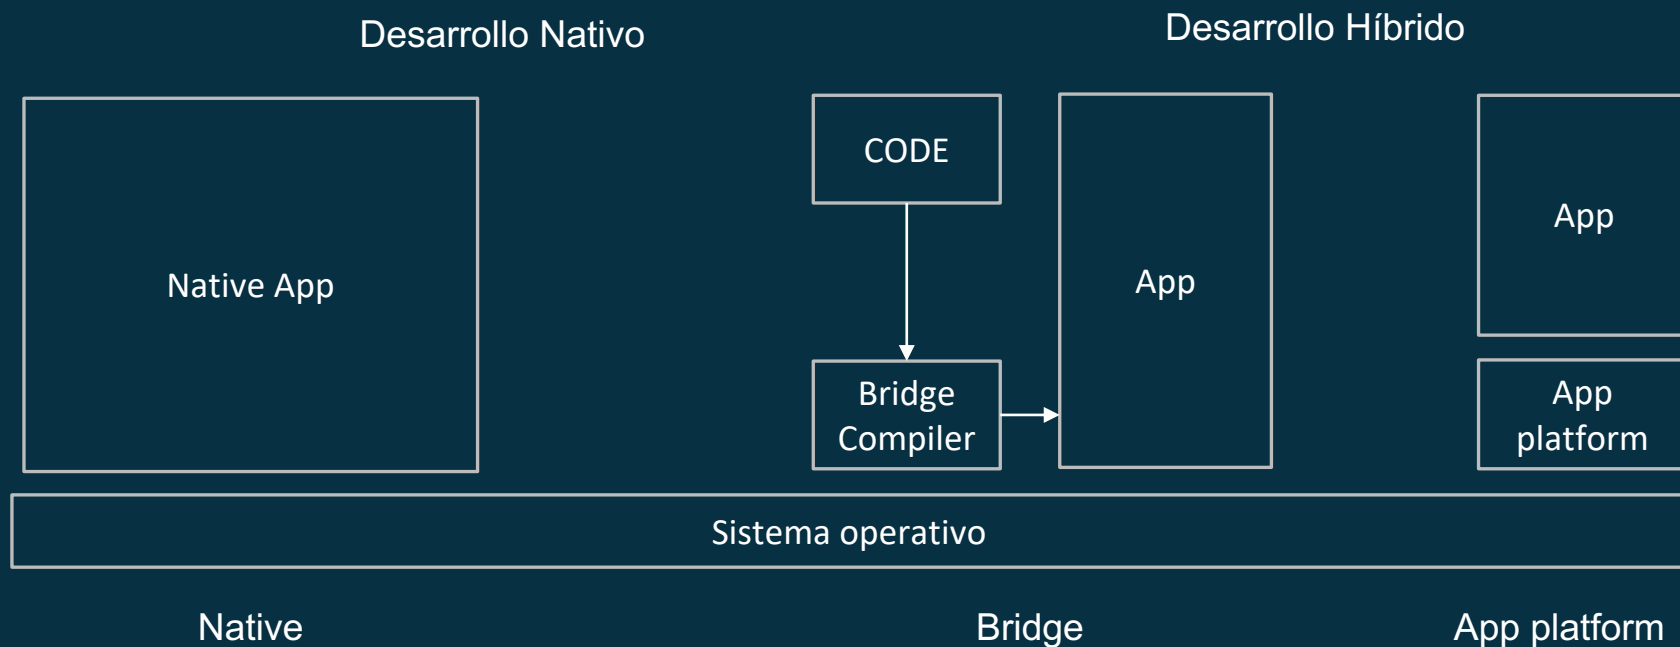 Desarrollo Nativo
Desarrollo Híbrido
Native App
CODE
Bridge
Compiler
App
App
App
platform
Sistema operativo
Native
Bridge
App platform